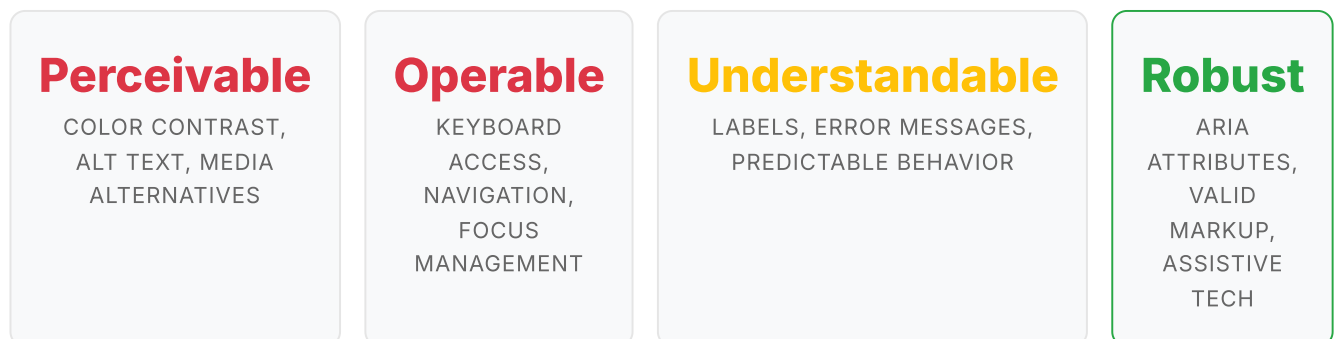 Perceivable
COLOR CONTRAST,
ALT TEXT, MEDIA
ALTERNATIVES
Operable
KEYBOARD
ACCESS,
NAVIGATION,
FOCUS
MANAGEMENT
Understandable
LABELS, ERROR MESSAGES,
PREDICTABLE BEHAVIOR
Robust
ARIA
ATTRIBUTES,
VALID
MARKUP,
ASSISTIVE
TECH